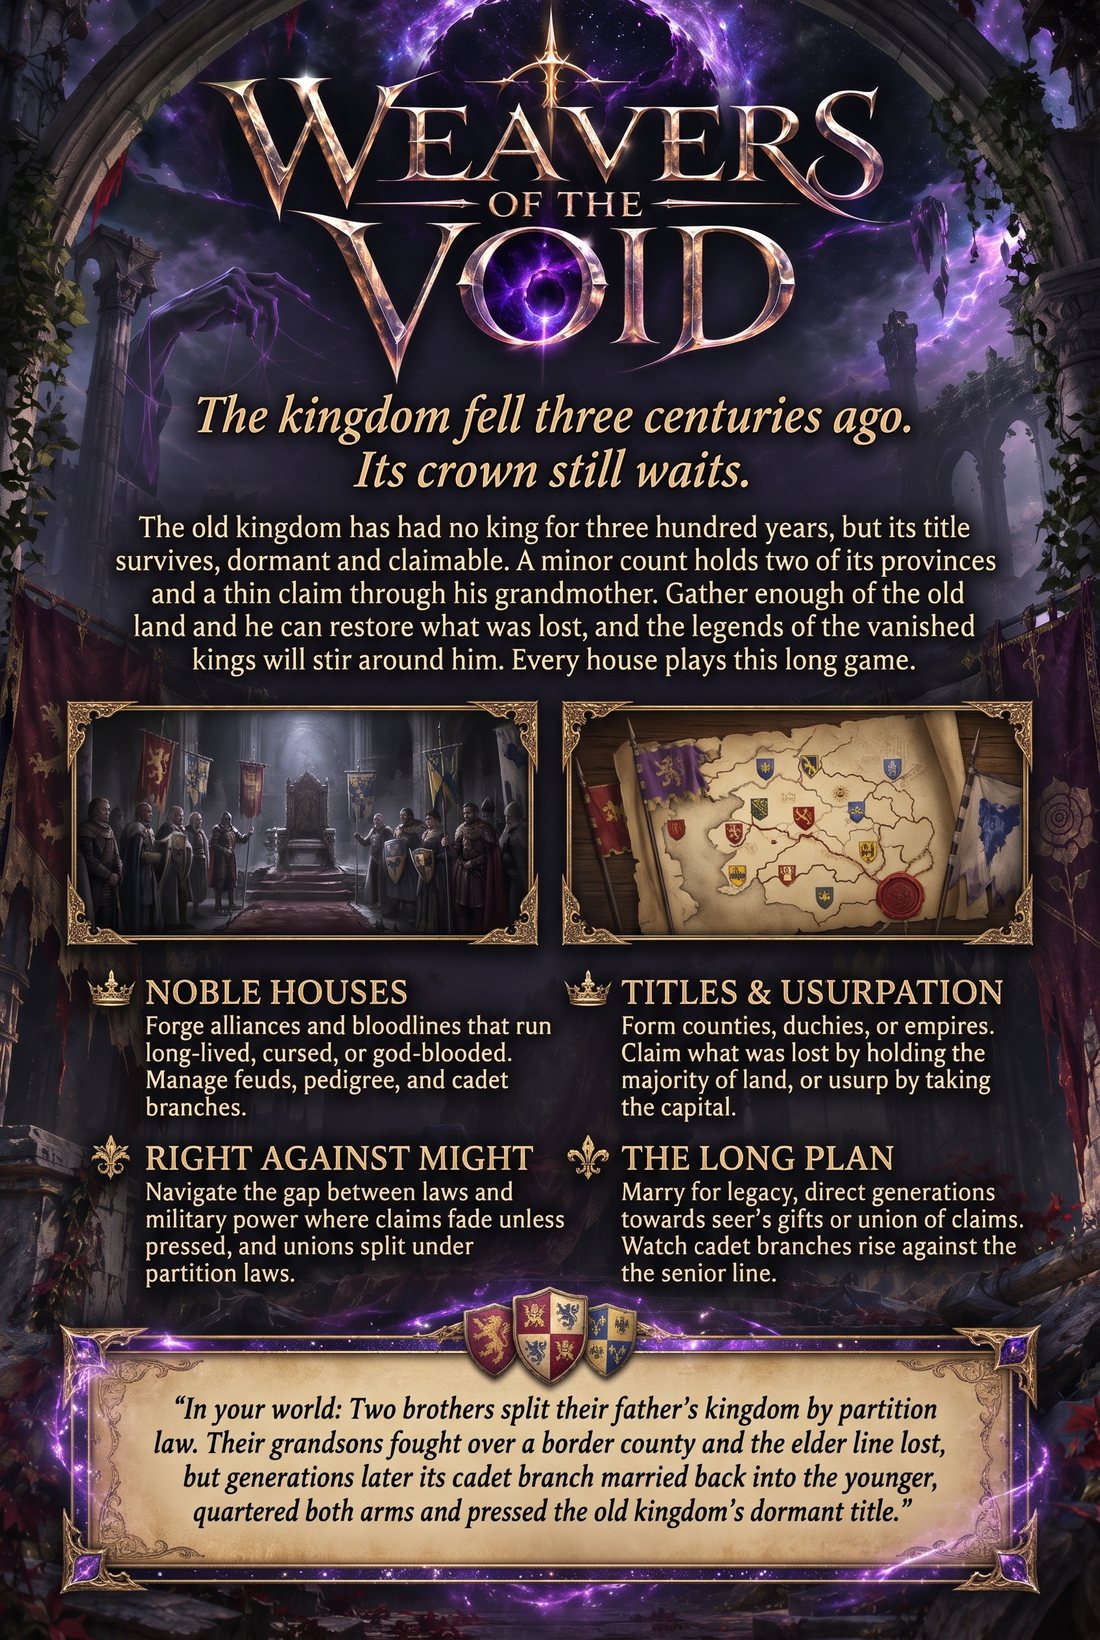 WEAVERS
OF THE
VOID
The kingdom fell three centuries ago.
Its crown still waits.
The old kingdom has had no king for three hundred years, but its title
survives, dormant and claimable. A minor count holds two of its provinces
and a thin claim through his grandmother. Gather enough of the old
land and he can restore what was lost, and the legends of the vanished
kings will stir around him. Every house plays this long game.
NOBLE HOUSES
Forge alliances and bloodlines that run
long-lived, cursed, or god-blooded.
Manage feuds, pedigree, and cadet
branches.
TITLES & USURPATION
Form counties, duchies, or empires.
Claim what was lost by holding the
majority of land, or usurp by taking
the capital.
RIGHT AGAINST MIGHT
Navigate the gap between laws and
military power where claims fade unless
pressed, and unions split under
partition laws.
THE LONG PLAN
Marry for legacy, direct generations
towards seer's gifts or union of claims.
Watch cadet branches rise against the
the senior line.
“In your world: Two brothers split their father's kingdom by partition
law. Their grandsons fought over a border county and the elder line lost,
but generations later its cadet branch married back into the younger,
quartered both arms and pressed the old kingdom's dormant title.”